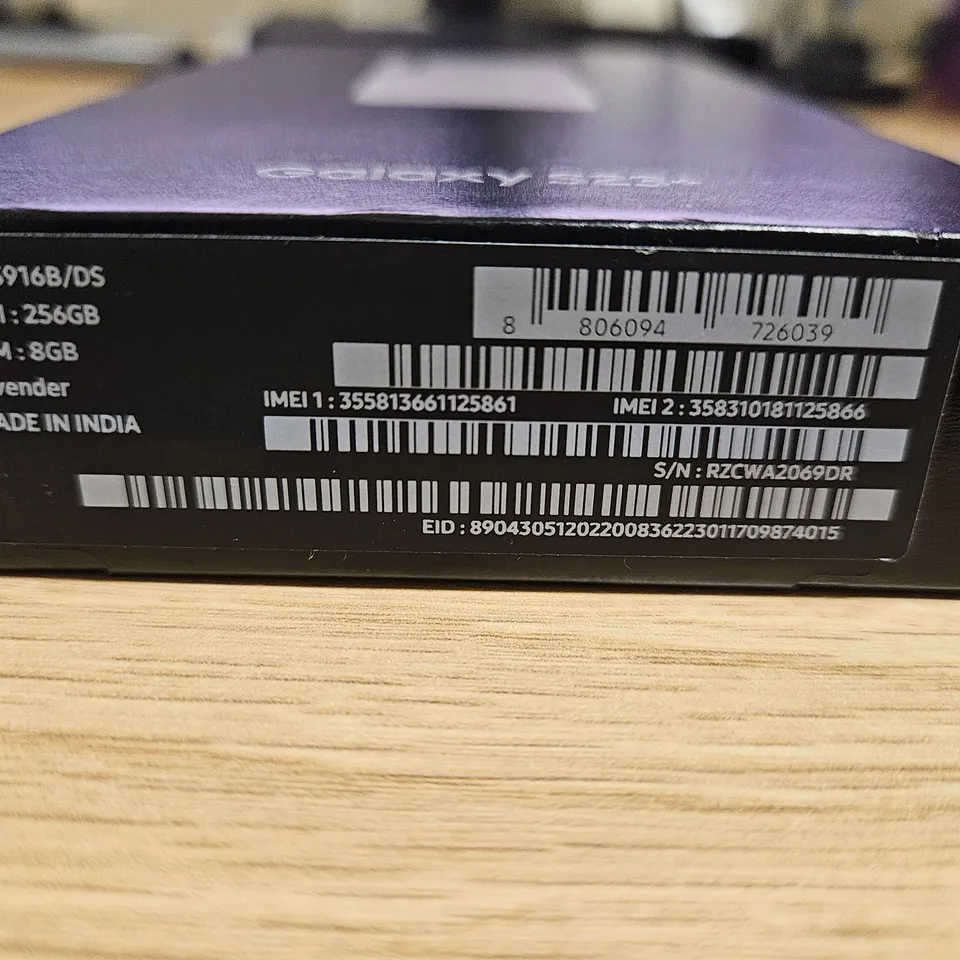 Galaxy S23+
S916B/DS
: 256GB
M : 8GB
vender
ADE IN INDIA
8 806094 726039
IMEI 1 : 355813661125861 IMEI 2 : 358310181125866
S/N : RZCWA2069DR
EID : 89043051202200836223011709874015